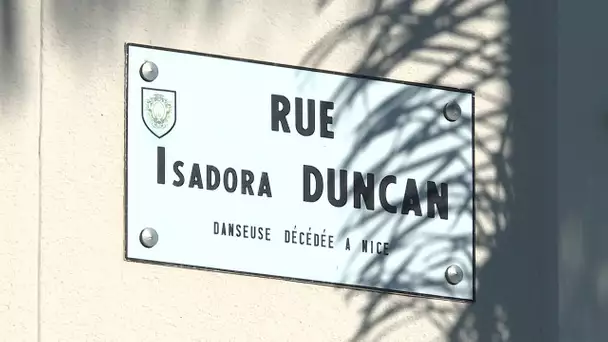 RUE
ISADORA DUNCAN
DANSEUSE DÉCÉDÉE A NICE